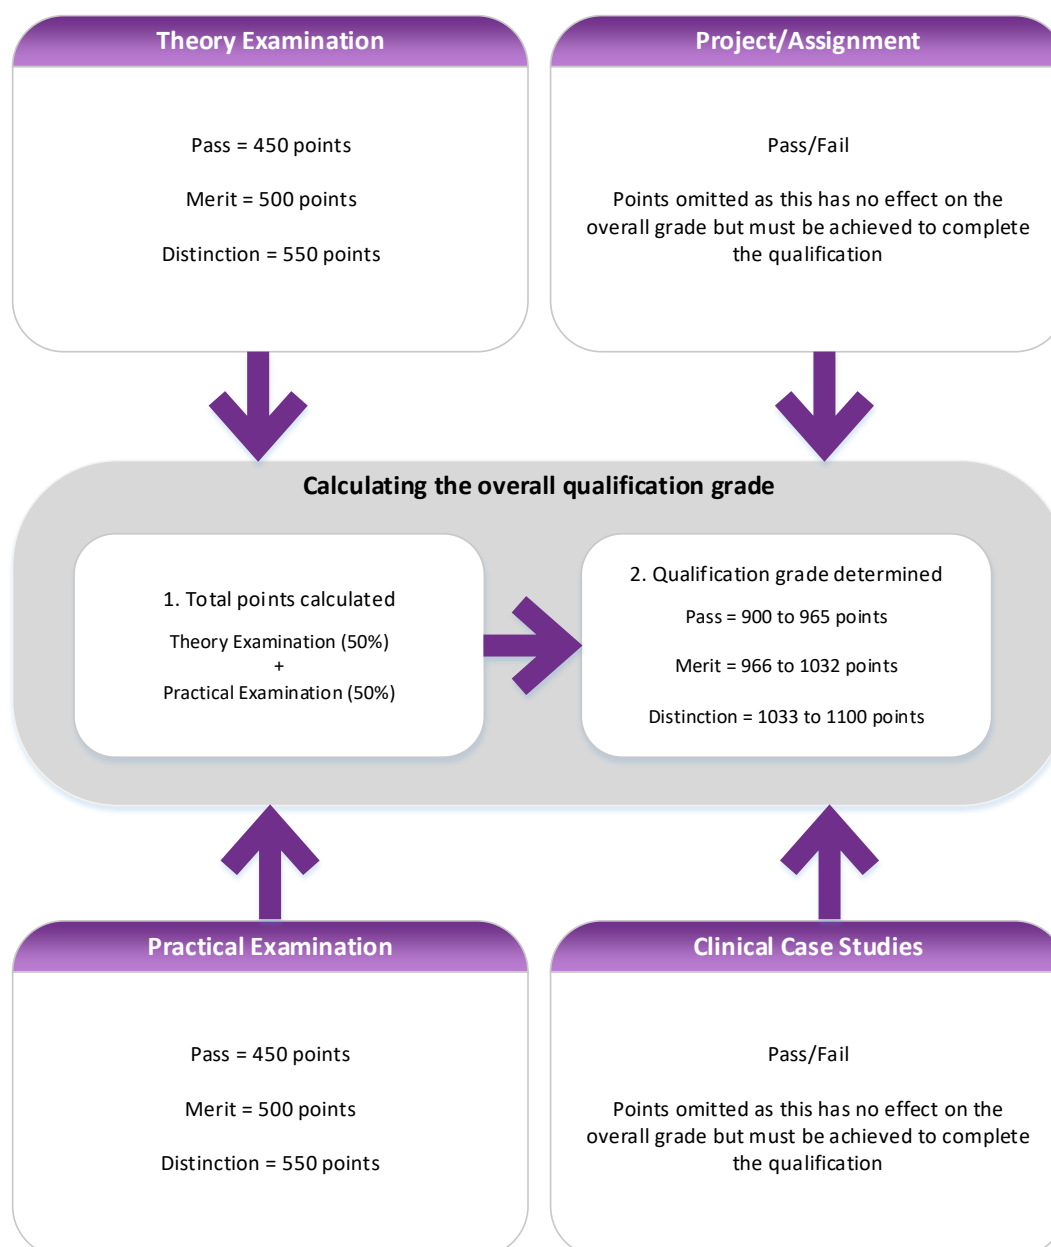 Theory Examination
Pass = 450 points
Merit = 500 points
Distinction = 550 points
Project/Assignment
Pass/Fail
Points omitted as this has no effect on the
overall grade but must be achieved to complete
the qualification
Calculating the overall qualification grade
1. Total points calculated
Theory Examination (50%)
+
Practical Examination (50%)
2. Qualification grade determined
Pass = 900 to 965 points
Merit = 966 to 1032 points
Distinction = 1033 to 1100 points
Practical Examination
Pass = 450 points
Merit = 500 points
Distinction = 550 points
Clinical Case Studies
Pass/Fail
Points omitted as this has no effect on the
overall grade but must be achieved to complete
the qualification